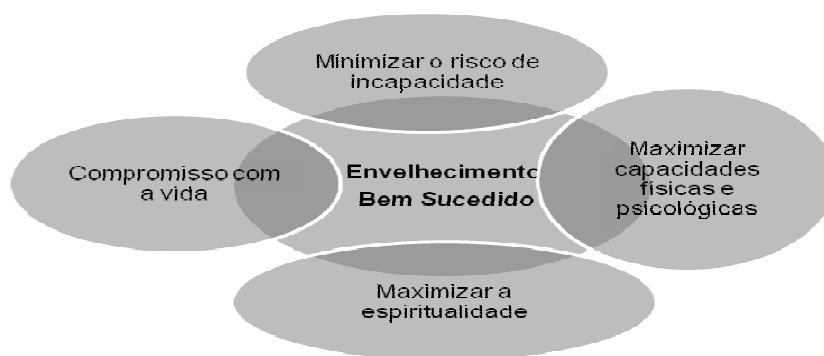 Minimizar o risco de
incapacidade
Compromisso com
a vida
Envelhecimento
Bem Sucedido
Maximizar
capacidades
físicas e
psicológicas
Maximizar a
espiritualidade